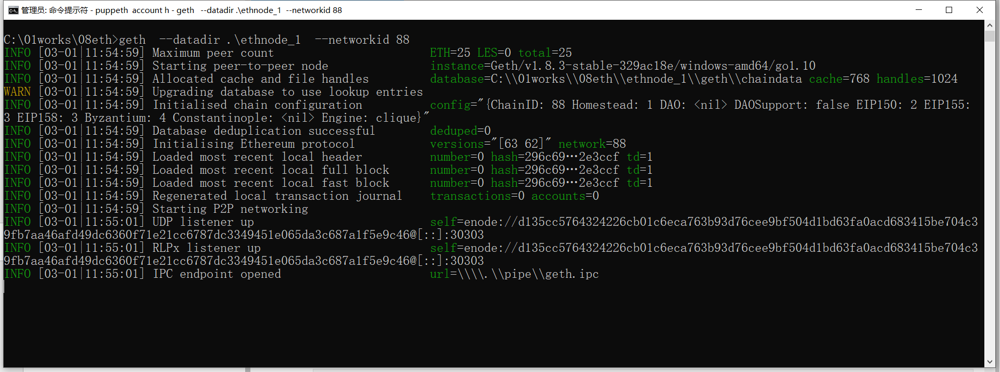 管理员: 命令提示符 - puppeth  account h - geth   --datadir .\ethnode_1  --networkid 88
C:\01works\08eth>geth  --datadir .\ethnode_1  --networkid 88
INFO [03-01|11:54:59] Maximum peer count                       ETH=25 LES=0 total=25
INFO [03-01|11:54:59] Starting peer-to-peer node               instance=Geth/v1.8.3-stable-329ac18e/windows-amd64/go1.10
INFO [03-01|11:54:59] Allocated cache and file handles         database=C:\\01works\\08eth\\ethnode_1\\geth\\chaindata cache=768 handles=1024
WARN [03-01|11:54:59] Upgrading database to use lookup entries
INFO [03-01|11:54:59] Initialised chain configuration          config="{ChainID: 88 Homestead: 1 DAO: <nil> DAOSupport: false EIP150: 2 EIP155:
3 EIP158: 3 Byzantium: 4 Constantinople: <nil> Engine: clique}"
INFO [03-01|11:54:59] Database deduplication successful        deduped=0
INFO [03-01|11:54:59] Initialising Ethereum protocol           versions="[63 62]" network=88
INFO [03-01|11:54:59] Loaded most recent local header          number=0 hash=296c69…2e3ccf td=1
INFO [03-01|11:54:59] Loaded most recent local full block      number=0 hash=296c69…2e3ccf td=1
INFO [03-01|11:54:59] Loaded most recent local fast block      number=0 hash=296c69…2e3ccf td=1
INFO [03-01|11:54:59] Regenerated local transaction journal    transactions=0 accounts=0
INFO [03-01|11:54:59] Starting P2P networking
INFO [03-01|11:55:01] UDP listener up                          self=enode://d135cc5764324226cb01c6eca763b93d76cee9bf504d1bd63fa0acd683415be704c3
9fb7aa46afd49dc6360f71e21cc6787dc3349451e065da3c687a1f5e9c46@[::]:30303
INFO [03-01|11:55:01] RLPx listener up                         self=enode://d135cc5764324226cb01c6eca763b93d76cee9bf504d1bd63fa0acd683415be704c3
9fb7aa46afd49dc6360f71e21cc6787dc3349451e065da3c687a1f5e9c46@[::]:30303
INFO [03-01|11:55:01] IPC endpoint opened                      url=\\\\.\\pipe\\geth.ipc